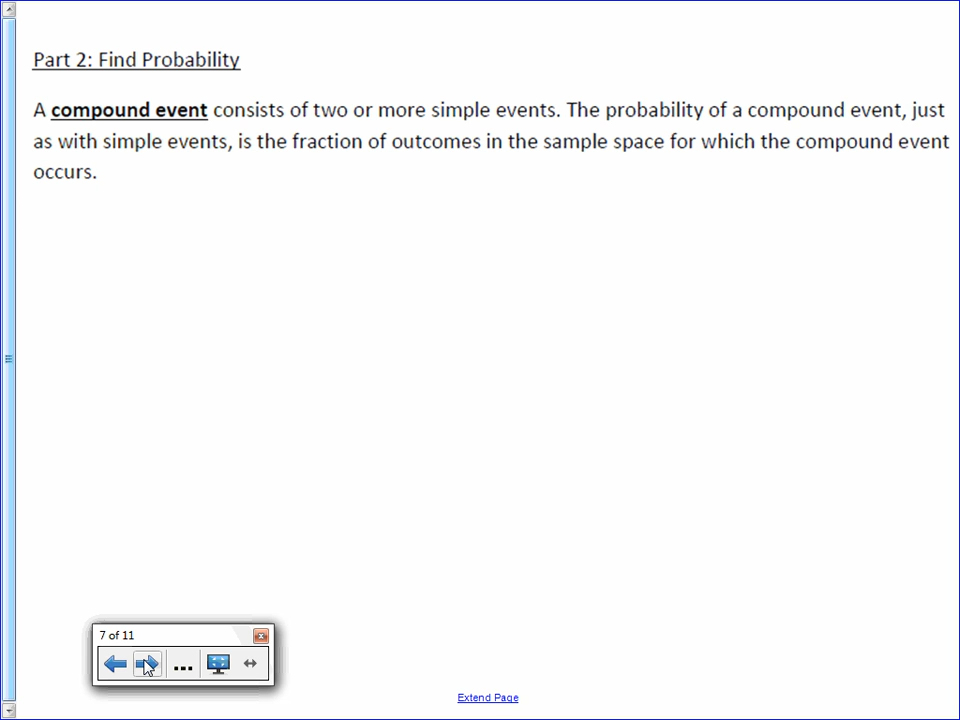 Part 2: Find Probability
A compound event consists of two or more simple events. The probability of a compound event, just
as with simple events, is the fraction of outcomes in the sample space for which the compound event
occurs.
7 of 11
...
Extend Page